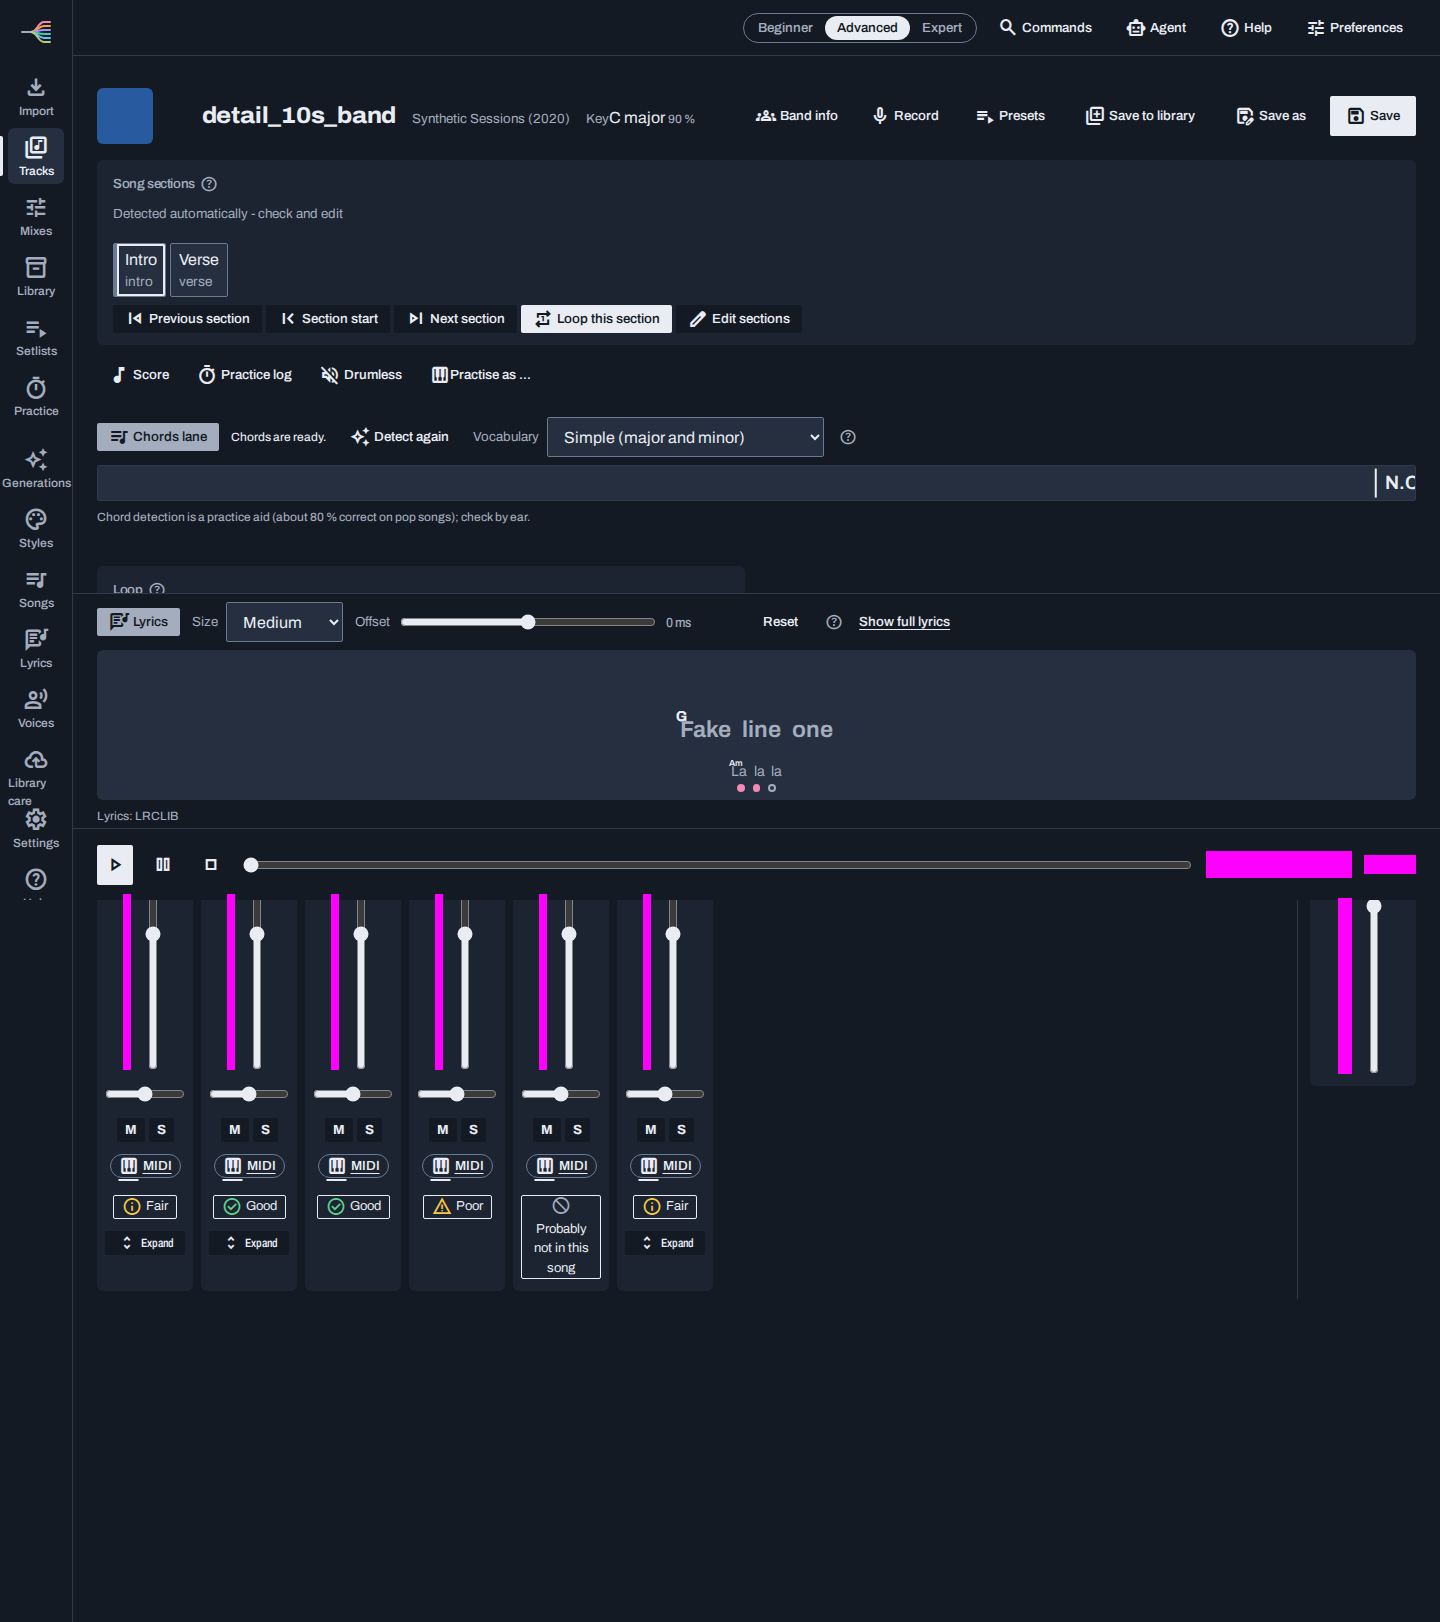 Beginner Advanced Expert Commands Agent Help Preferences
Import
Tracks
Mixes
Library
Setlists
Practice
Generations
Styles
Songs
Lyrics
Voices
Library care
Settings
detail_10s_band Synthetic Sessions (2020) Key C major 90 % Band info Record Presets Save to library Save as Save
Song sections
Detected automatically - check and edit
Intro Verse
intro verse
Previous section Section start Next section Loop this section Edit sections
Score Practice log Drumless Practise as ...
Chords lane Chords are ready. Detect again Vocabulary Simple (major and minor)
N.C
Chord detection is a practice aid (about 80 % correct on pop songs); check by ear.
Loop
Lyrics Size Medium Offset 0 ms Reset Show full lyrics
G
Fake line one
Am
La la la
Lyrics: LRCLIB
M S M S M S M S M S M S
MIDI MIDI MIDI MIDI MIDI MIDI
Fair Good Good Poor Probably not in this song Fair
Expand Expand Expand